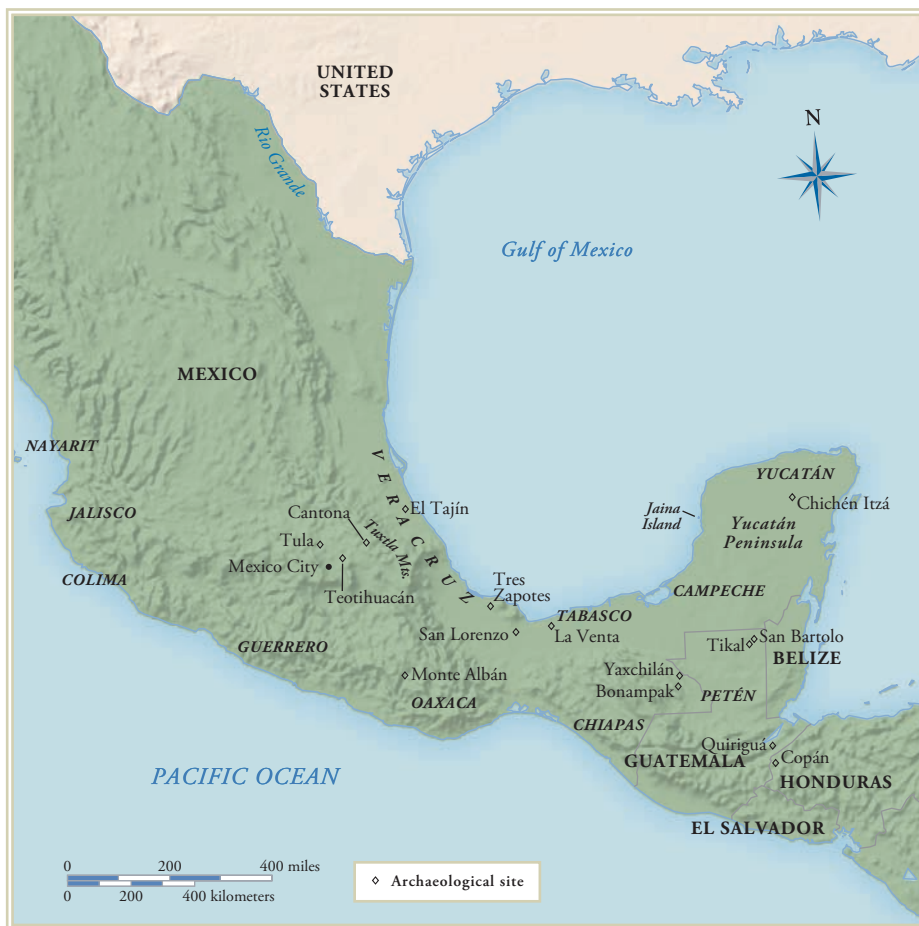 UNITED
STATES
N
Rio Grande
Gulf of Mexico
MEXICO
NAYARIT
VERACRUZ
YUCATÁN
Chichén Itzá
El Tajín
Jaina
Island
Cantona
JALISCO
Yucatán
Peninsula
Tuxtla Mts.
Tula
Mexico City
COLIMA
Tres
Zapotes
CAMPECHE
Teotihuacán
TABASCO
San Lorenzo
La Venta
San Bartolo
Tikal
GUERRERO
BELIZE
Yaxchilán
Monte Albán
Bonampak
PETÉN
OAXACA
CHIAPAS
Quiriguá
GUATEMALA
Copán
PACIFIC OCEAN
HONDURAS
EL SALVADOR
0 200 400 miles
0 200 400 kilometers
Archaeological site